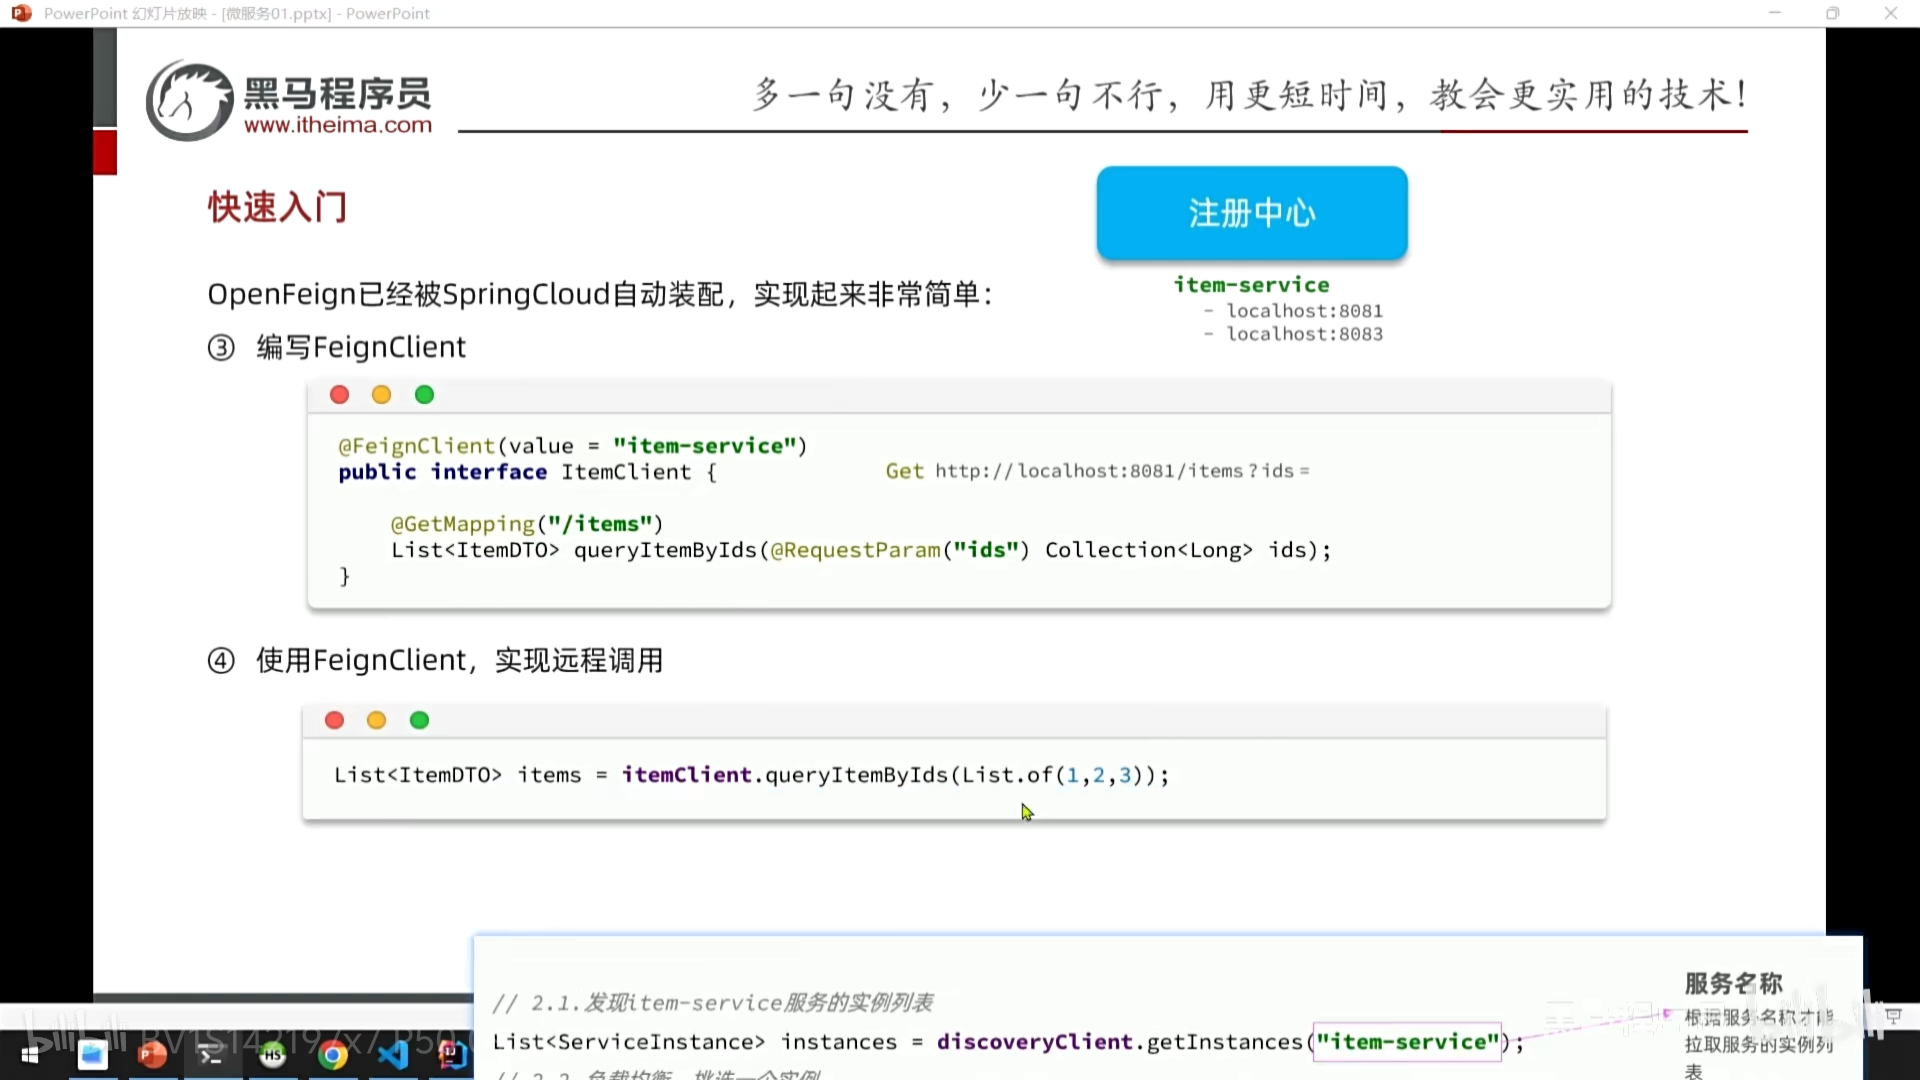 PowerPoint 幻灯片放映 - [微服务01.pptx] - PowerPoint
黑马程序员
www.itheima.com
多一句没有，少一句不行，用更短时间，教会更实用的技术！
快速入门
注册中心
item-service
- localhost:8081
- localhost:8083
OpenFeign已经被SpringCloud自动装配，实现起来非常简单：
③ 编写FeignClient
@FeignClient(value = "item-service")
public interface ItemClient {
Get http://localhost:8081/items?ids=
@GetMapping("/items")
List<ItemDTO> queryItemByIds(@RequestParam("ids") Collection<Long> ids);
}
④ 使用FeignClient，实现远程调用
List<ItemDTO> items = itemClient.queryItemByIds(List.of(1,2,3));
// 2.1.发现item-service服务的实例列表
List<ServiceInstance> instances = discoveryClient.getInstances("item-service");
// 2.2.负载均衡，挑选一个实例
服务名称
根据服务名称才能
拉取服务的实例列
表